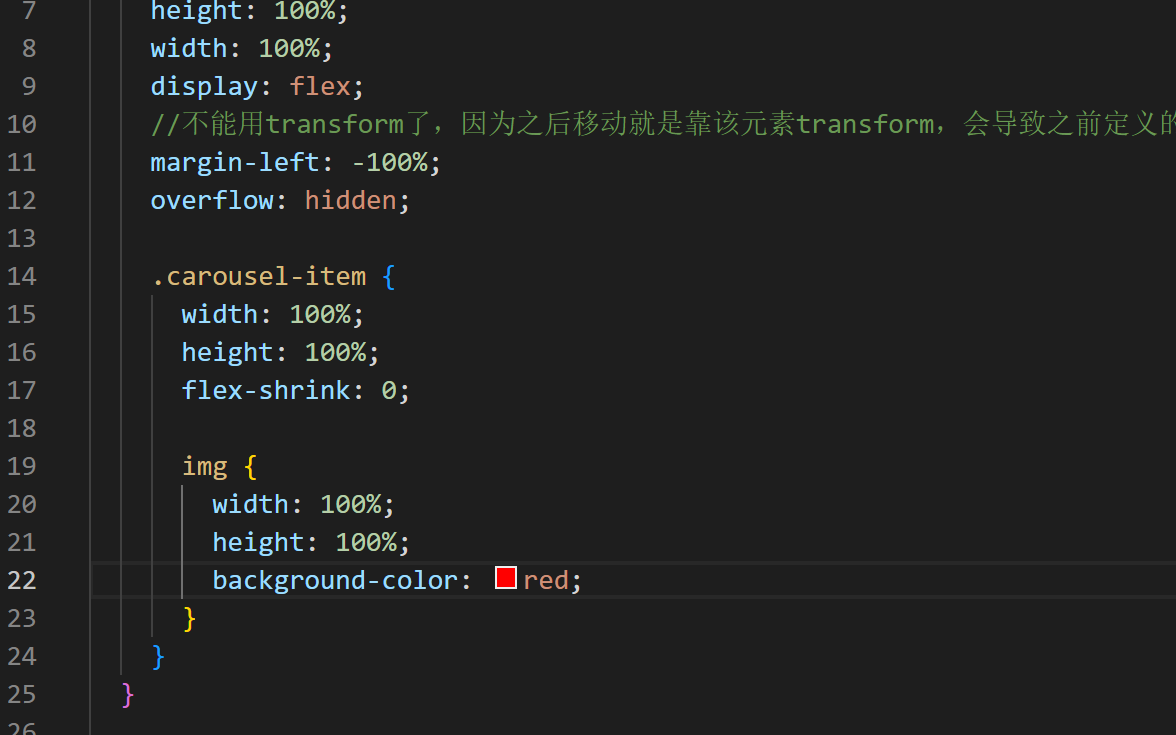 7 height: 100%;
8 width: 100%;
9 display: flex;
10 //不能用transform了，因为之后移动就是靠该元素transform，会导致之前定义的
11 margin-left: -100%;
12 overflow: hidden;
13
14 .carousel-item {
15 width: 100%;
16 height: 100%;
17 flex-shrink: 0;
18
19 img {
20 width: 100%;
21 height: 100%;
22 background-color: red;
23 }
24 }
25 }
26